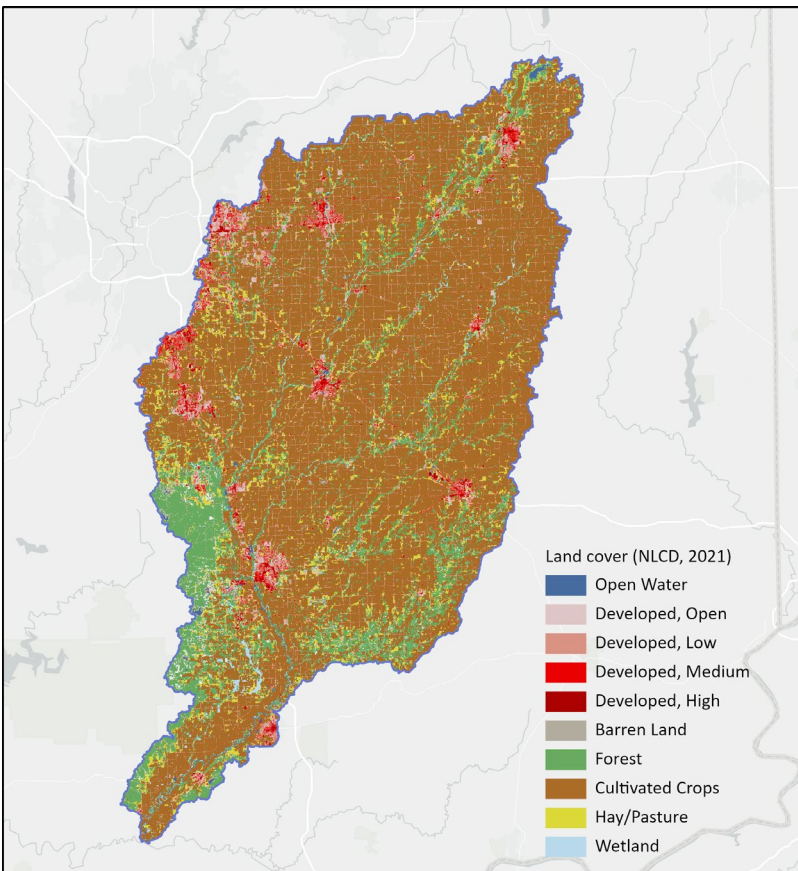 Land cover (NLCD, 2021)
Open Water
Developed, Open
Developed, Low
Developed, Medium
Developed, High
Barren Land
Forest
Cultivated Crops
Hay/Pasture
Wetland